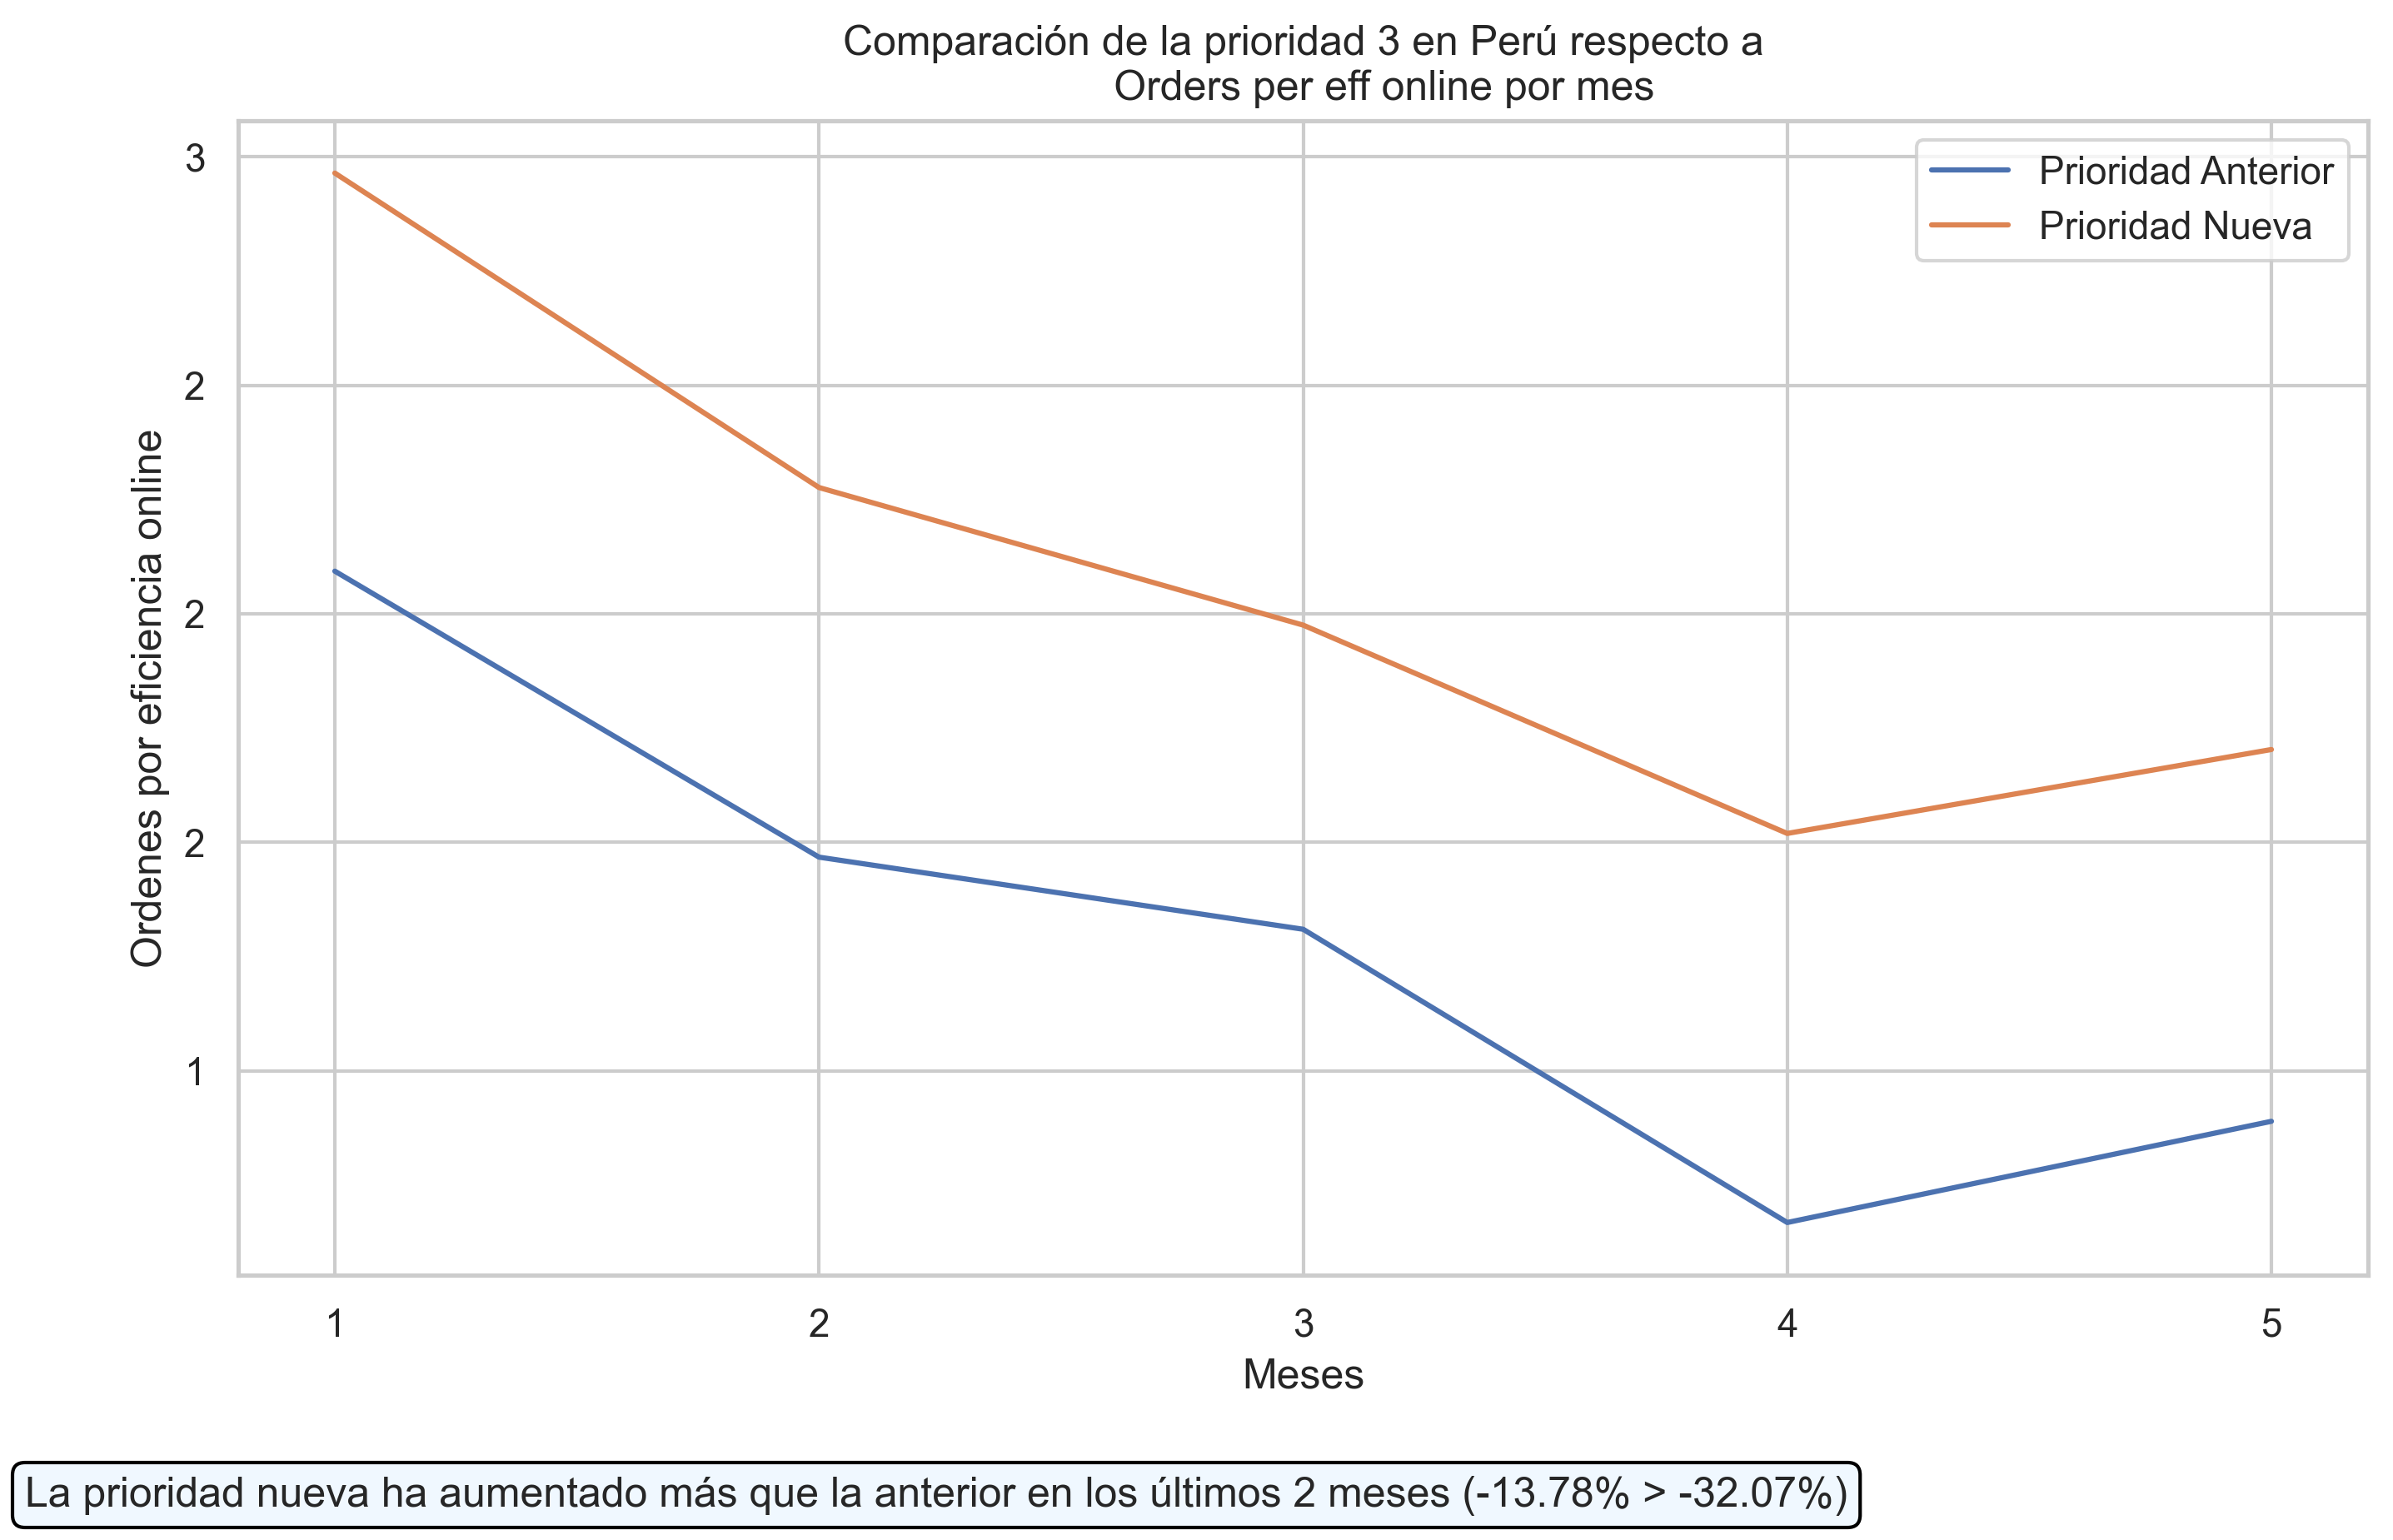 Comparación de la prioridad 3 en Perú respecto a
Orders per eff online por mes
Prioridad Anterior
Prioridad Nueva
3
2
2
2
1
Ordenes por eficiencia online
1 2 3 4 5
Meses
La prioridad nueva ha aumentado más que la anterior en los últimos 2 meses (-13.78% > -32.07%)